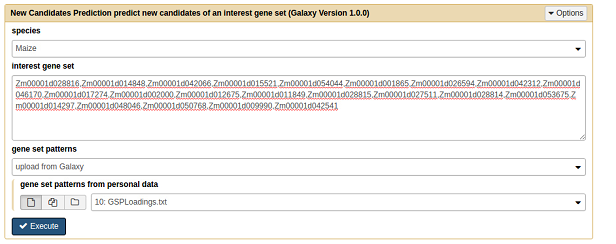 New Candidates Prediction predict new candidates of an interest gene set (Galaxy Version 1.0.0)
Options
species
Maize
interest gene set
Zm00001d028816,Zm00001d014848,Zm00001d042066,Zm00001d015521,Zm00001d054044,Zm00001d001865,Zm00001d026594,Zm00001d042312,Zm00001d
046170,Zm00001d017274,Zm00001d002000,Zm00001d012675,Zm00001d011849,Zm00001d028815,Zm00001d027511,Zm00001d028814,Zm00001d053675,Z
m00001d014297,Zm00001d048046,Zm00001d050768,Zm00001d009990,Zm00001d042541
gene set patterns
upload from Galaxy
gene set patterns from personal data
10: GSPLoadings.txt
Execute